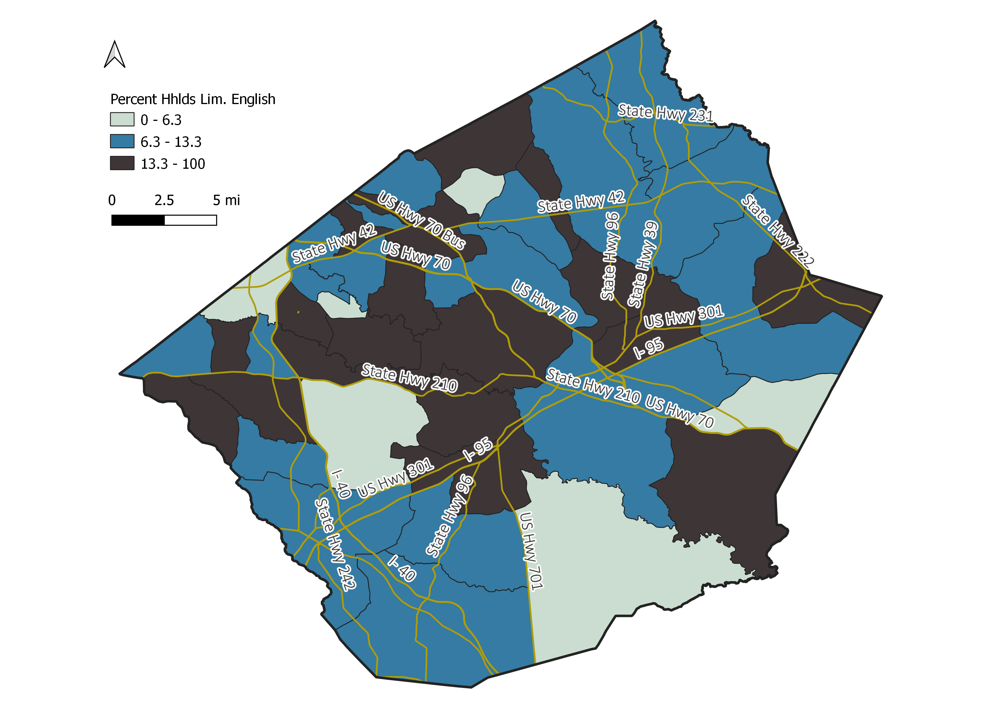 Percent Hhlds Lim. English
0 - 6.3
6.3 - 13.3
13.3 - 100
0 2.5 5 mi
State Hwy 231
State Hwy 42
US Hwy 70 Bus
State Hwy 222
State Hwy 96
State Hwy 39
State Hwy 42
US Hwy 70
US Hwy 70
US Hwy 301
I- 95
State Hwy 210
State Hwy 210
US Hwy 70
I- 95
US Hwy 301
I- 40
State Hwy 96
State Hwy 242
US Hwy 701
I- 40